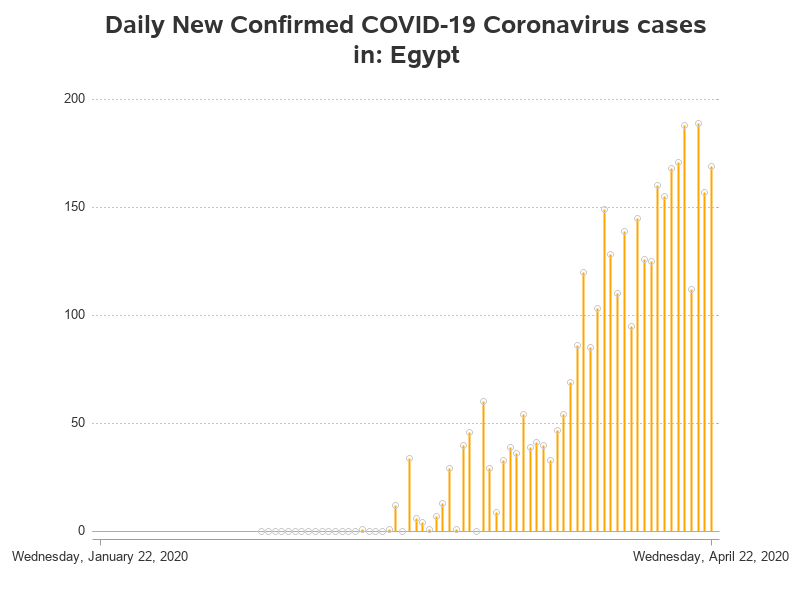 Daily New Confirmed COVID-19 Coronavirus cases
in: Egypt
200
150
100
50
0
Wednesday, January 22, 2020
Wednesday, April 22, 2020